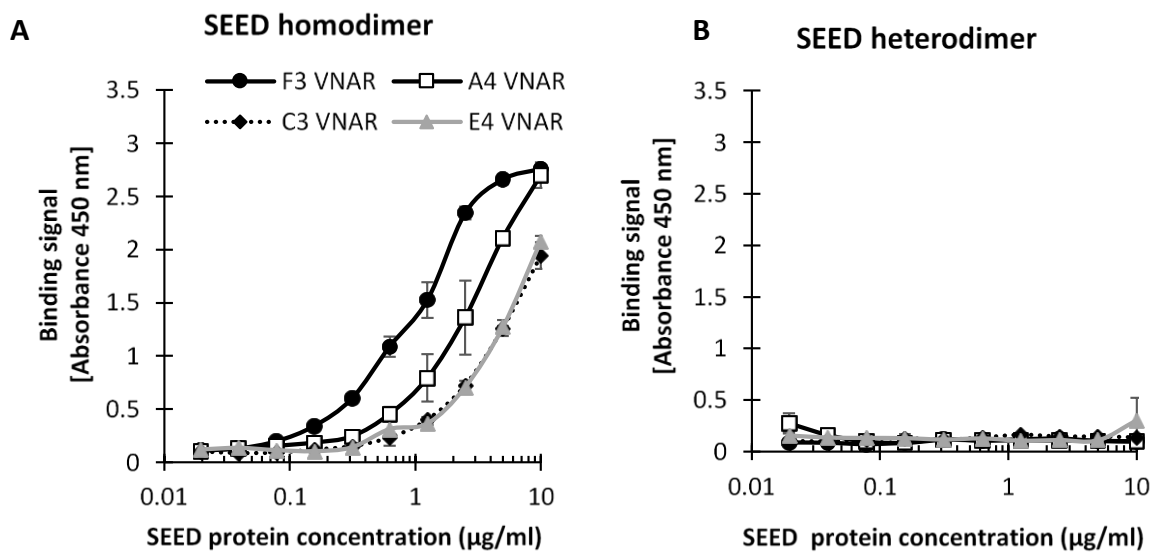 A
SEED homodimer
F3 VNAR
A4 VNAR
C3 VNAR
E4 VNAR
3.5
3
2.5
2
1.5
1
0.5
0
0.01
0.1
1
10
Binding signal
[Absorbance 450 nm]
SEED protein concentration (μg/ml)
B
SEED heterodimer
3.5
3
2.5
2
1.5
1
0.5
0
0.01
0.1
1
10
Binding signal
[Absorbance 450 nm]
SEED protein concentration (μg/ml)